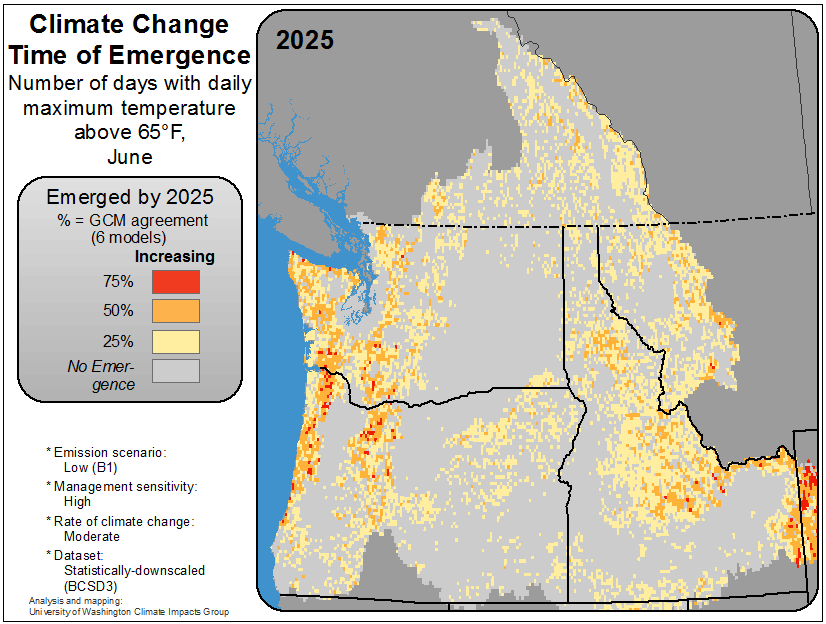 Climate Change
Time of Emergence
Number of days with daily
maximum temperature
above 65°F,
June
2025
Emerged by 2025
% = GCM agreement
(6 models)
Increasing
75%
50%
25%
No Emer-
gence
* Emission scenario:
Low (B1)
* Management sensitivity:
High
* Rate of climate change:
Moderate
* Dataset:
Statistically-downscaled
(BCSD3)
Analysis and mapping:
University of Washington Climate Impacts Group